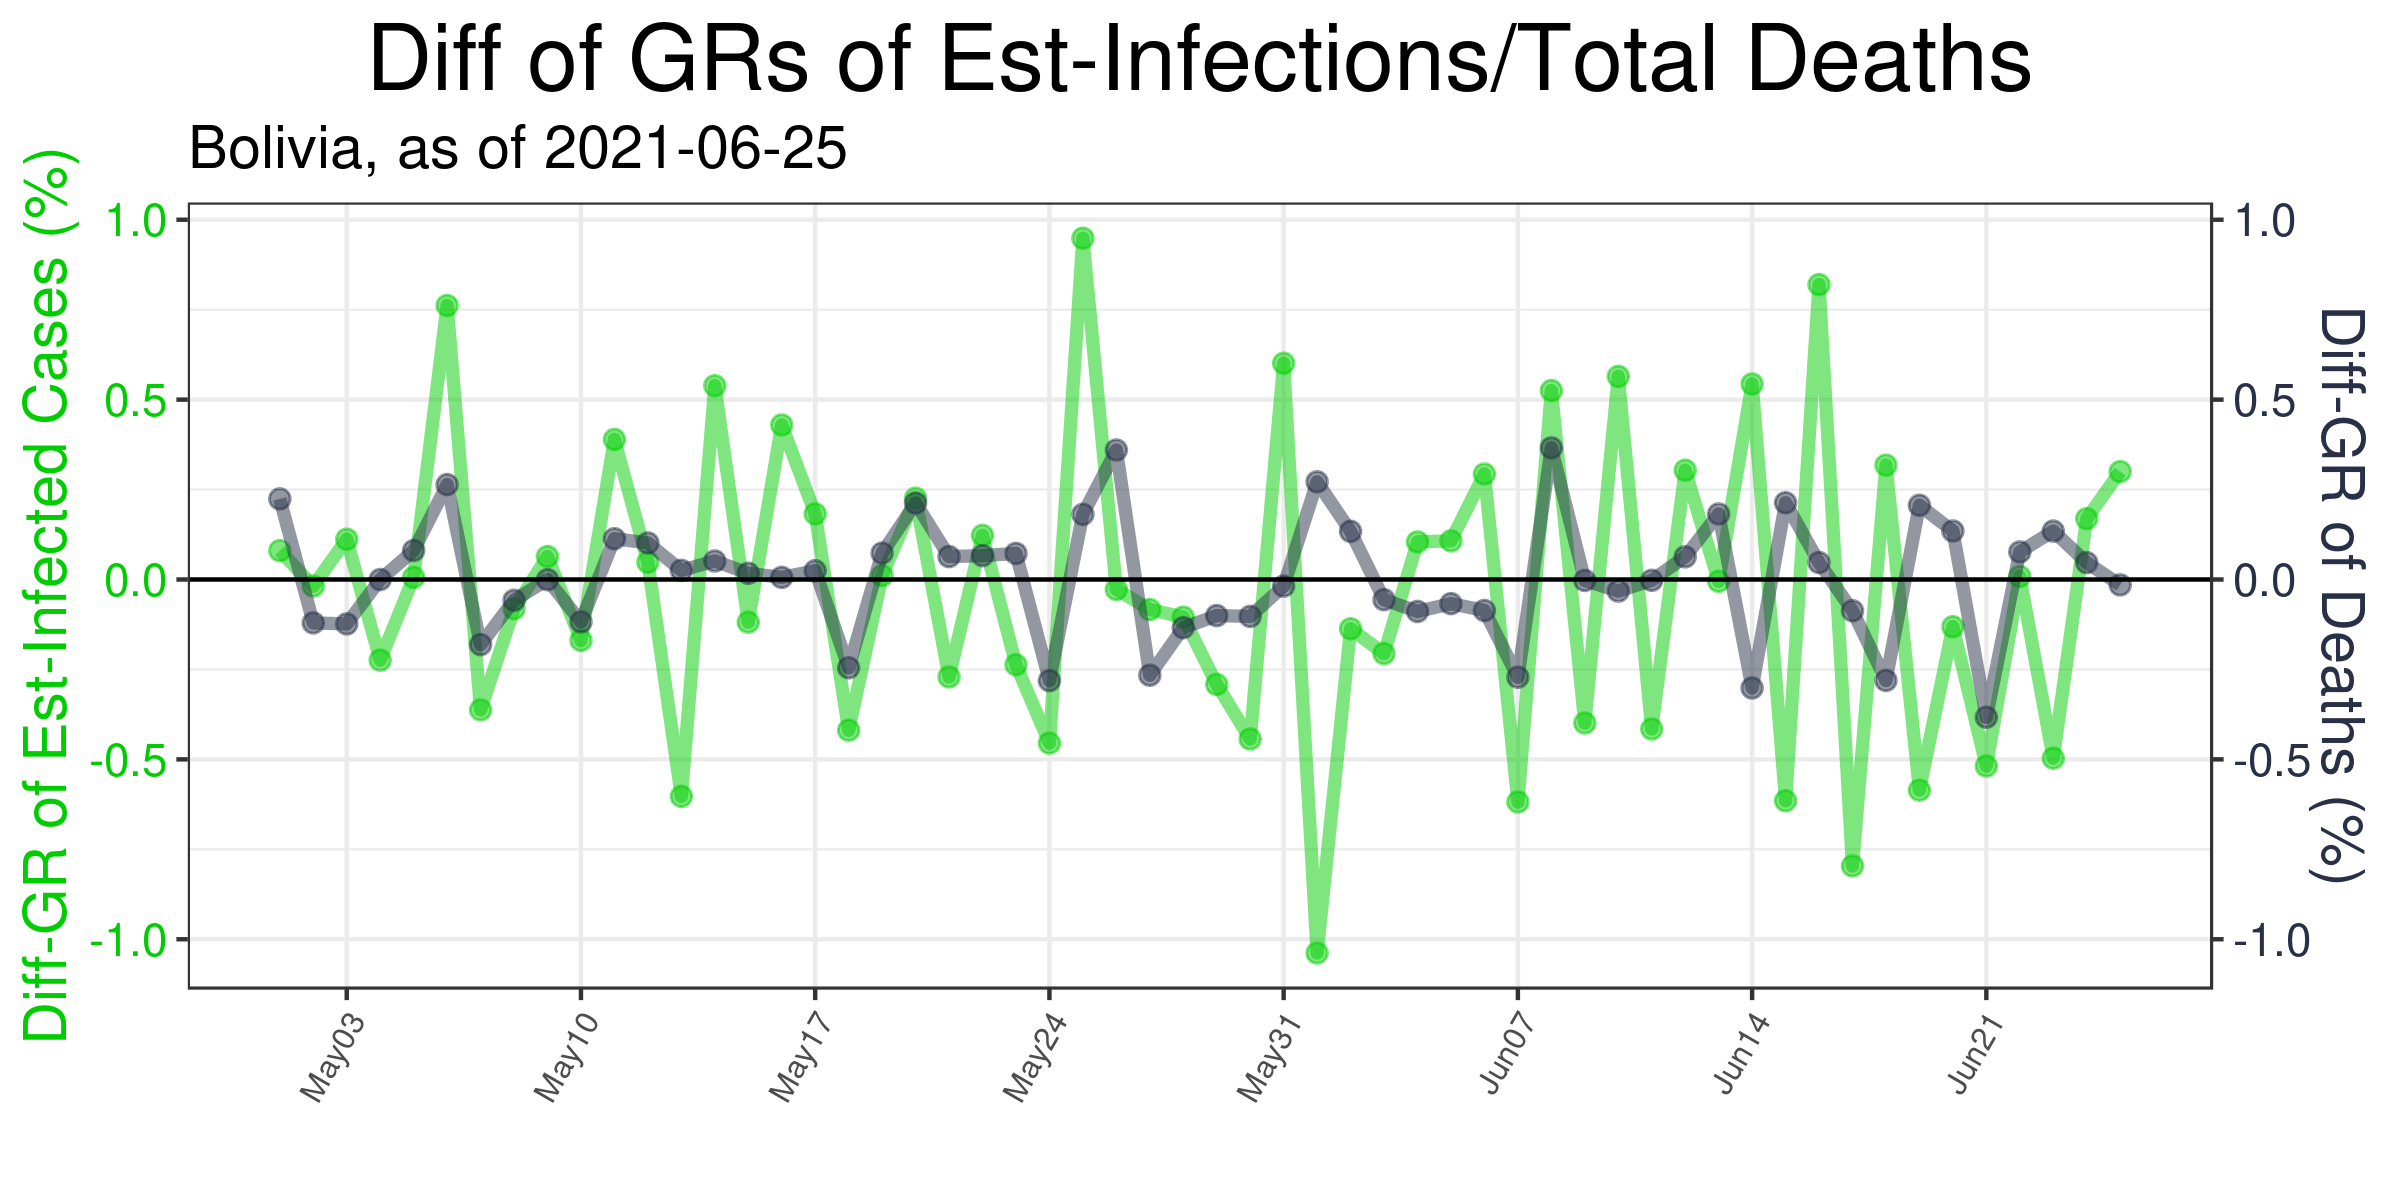 Diff of GRs of Est-Infections/Total Deaths
Bolivia, as of 2021-06-25
Diff-GR of Est-Infected Cases (%)
1.0
0.5
0.0
-0.5
-1.0
1.0
0.5
0.0
-0.5
-1.0
Diff-GR of Deaths (%)
May03
May10
May17
May24
May31
Jun07
Jun14
Jun21